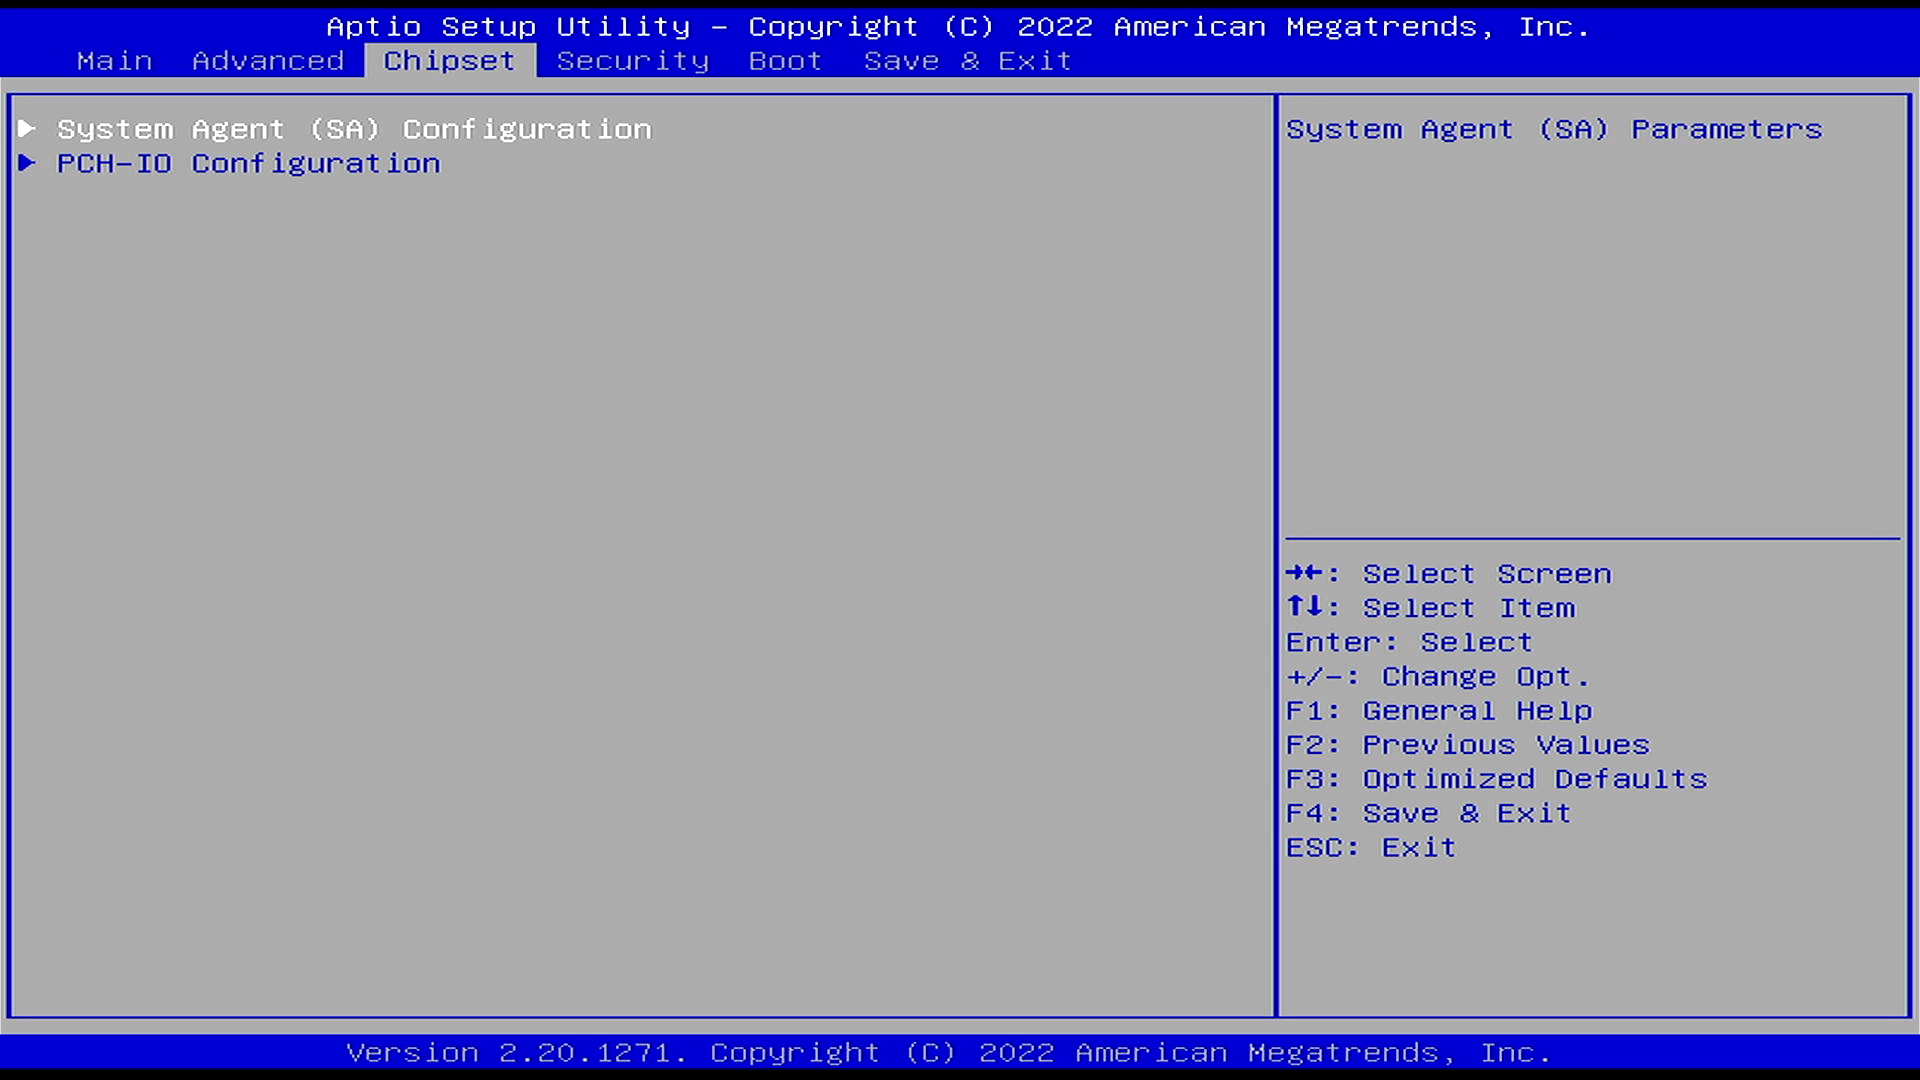 Aptio Setup Utility – Copyright (C) 2022 American Megatrends, Inc.
Main Advanced Chipset Security Boot Save & Exit
► System Agent (SA) Configuration
► PCH–IO Configuration
System Agent (SA) Parameters
→←: Select Screen
↑↓: Select Item
Enter: Select
+/–: Change Opt.
F1: General Help
F2: Previous Values
F3: Optimized Defaults
F4: Save & Exit
ESC: Exit
Version 2.20.1271. Copyright (C) 2022 American Megatrends, Inc.